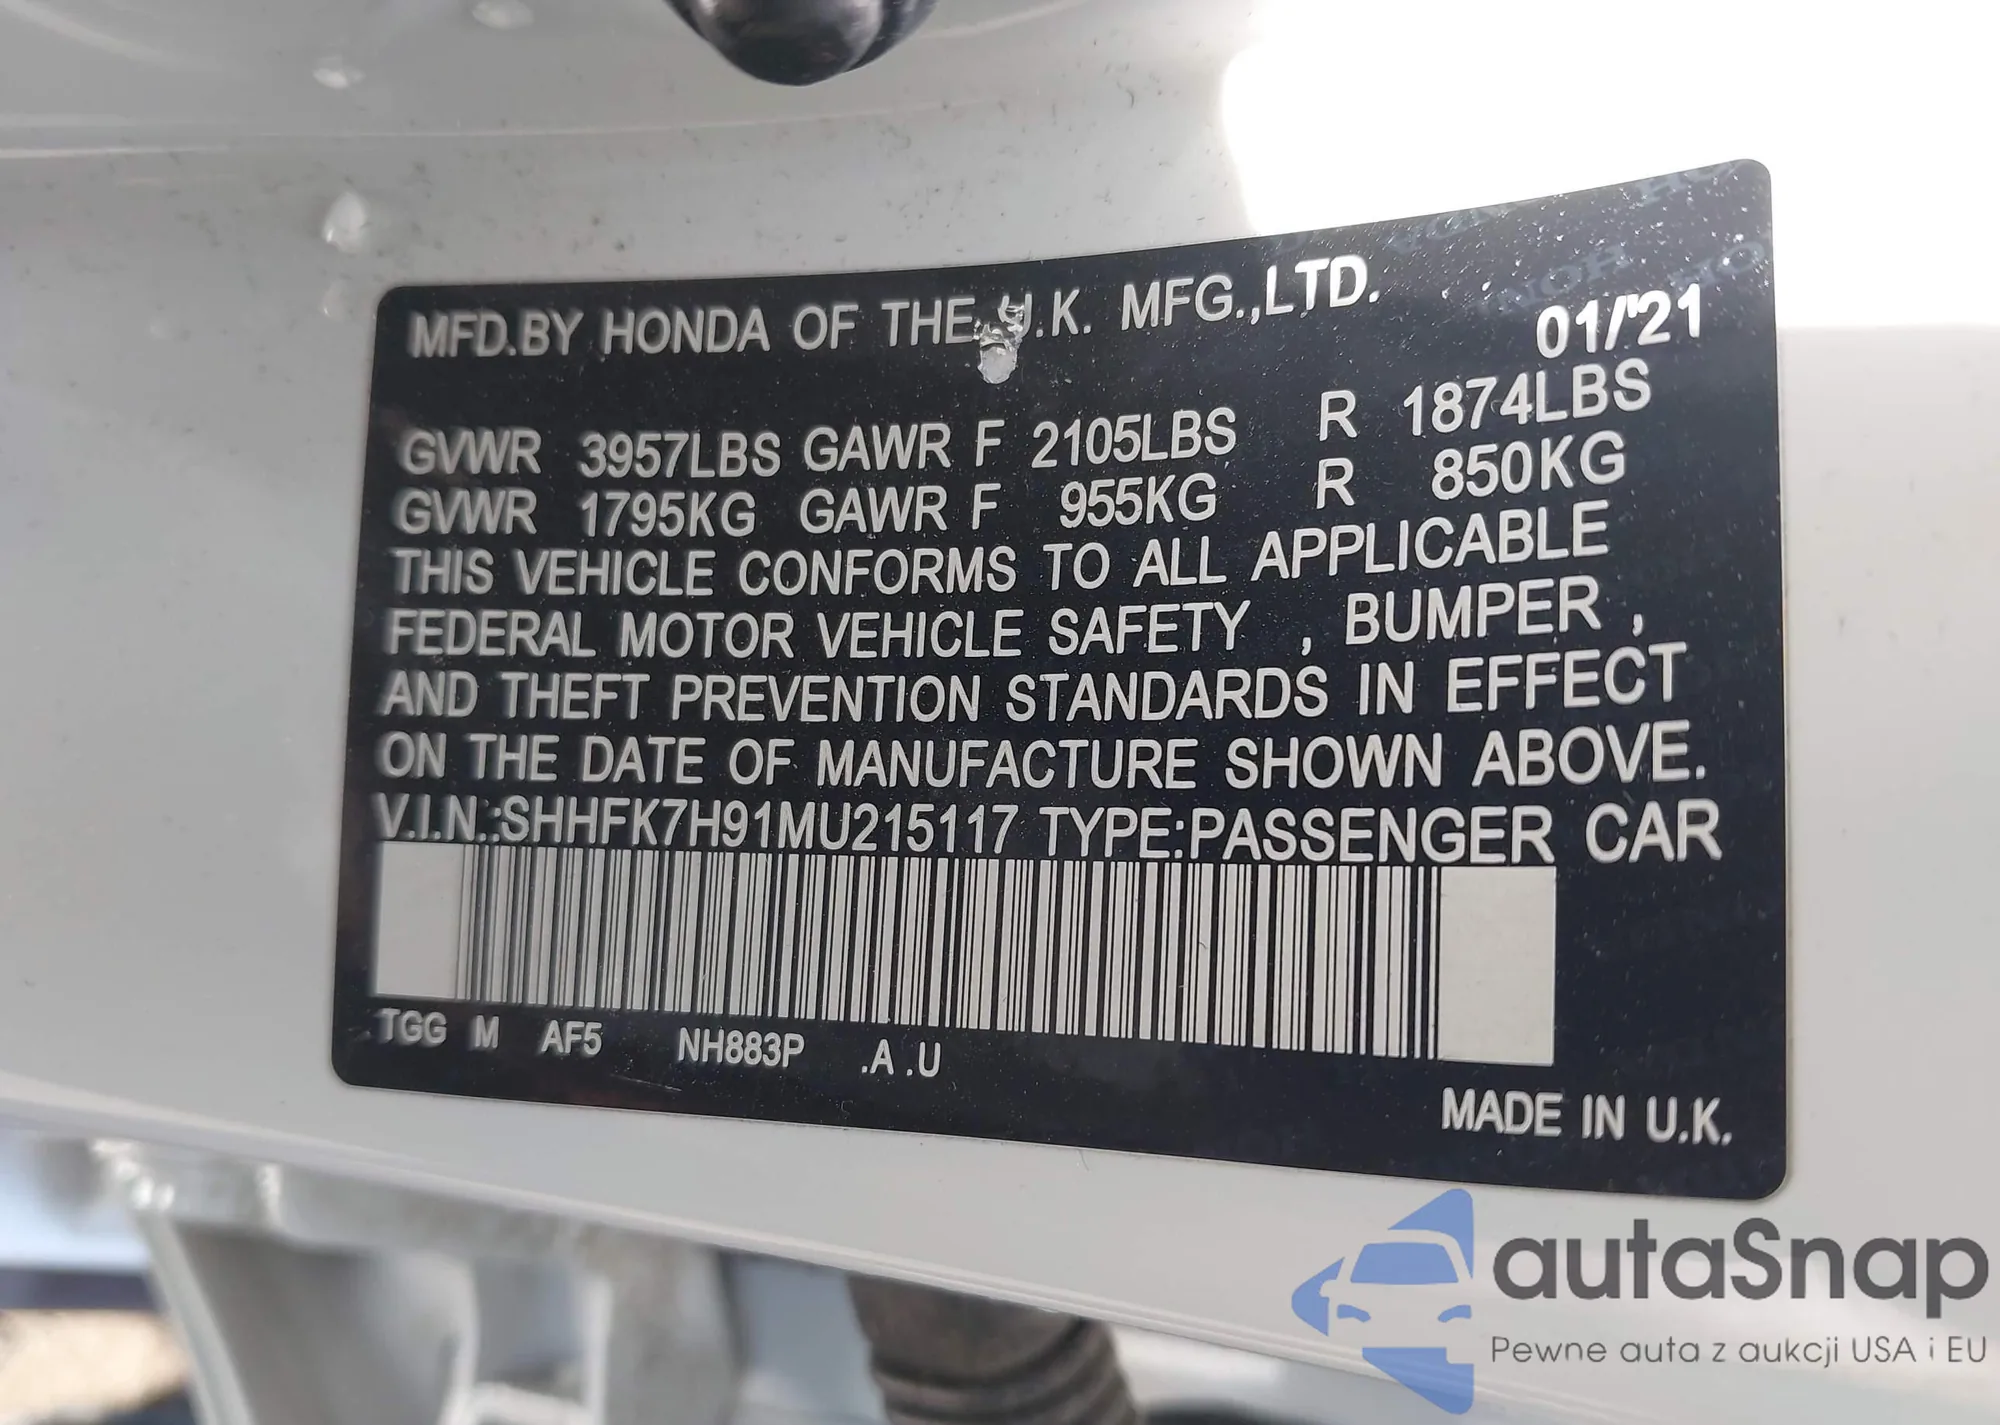 MFD.BY HONDA OF THE U.K. MFG.,LTD.
01/'21
GVWR 3957LBS GAWR F 2105LBS R 1874LBS
GVWR 1795KG GAWR F 955KG R 850KG
THIS VEHICLE CONFORMS TO ALL APPLICABLE
FEDERAL MOTOR VEHICLE SAFETY , BUMPER ,
AND THEFT PREVENTION STANDARDS IN EFFECT
ON THE DATE OF MANUFACTURE SHOWN ABOVE.
V.I.N.:SHHFK7H91MU215117 TYPE:PASSENGER CAR
TGG M AF5 NH883P .A .U
MADE IN U.K.
autaSnap
Pewne auta z aukcji USA i EU